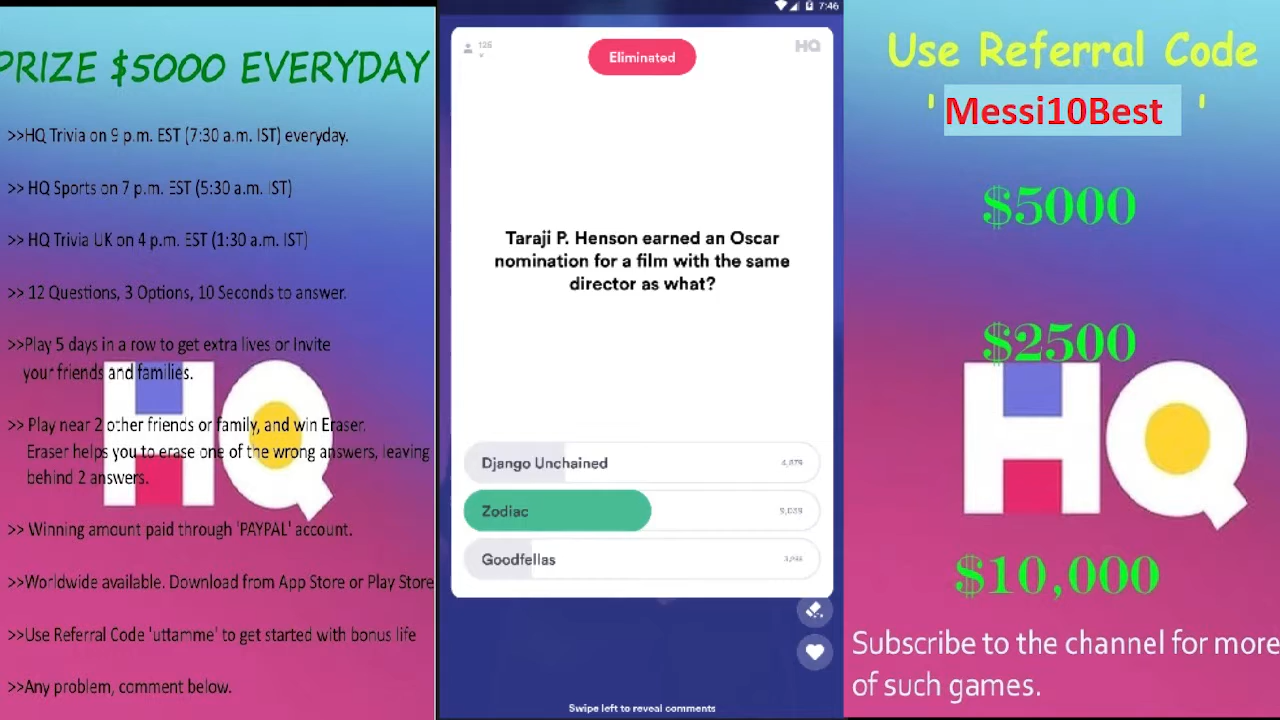 PRIZE $5000 EVERYDAY
>>HQ Trivia on 9 p.m. EST (7:30 a.m. IST) everyday.
>> HQ Sports on 7 p.m. EST (5:30 a.m. IST)
>> HQ Trivia UK on 4 p.m. EST (1:30 a.m. IST)
>> 12 Questions, 3 Options, 10 Seconds to answer.
>>Play 5 days in a row to get extra lives or Invite
your friends and families.
>> Play near 2 other friends or family, and win Eraser.
Eraser helps you to erase one of the wrong answers, leaving
behind 2 answers.
>> Winning amount paid through 'PAYPAL' account.
>>Worldwide available. Download from App Store or Play Store
>>Use Referral Code 'uttamme' to get started with bonus life
>>Any problem, comment below.
HQ
7:46
125
Eliminated
HQ
Taraji P. Henson earned an Oscar
nomination for a film with the same
director as what?
Django Unchained
Zodiac
Goodfellas
Swipe left to reveal comments
Use Referral Code
' Messi10Best '
$5000
$2500
HQ
$10,000
Subscribe to the channel for more
of such games.